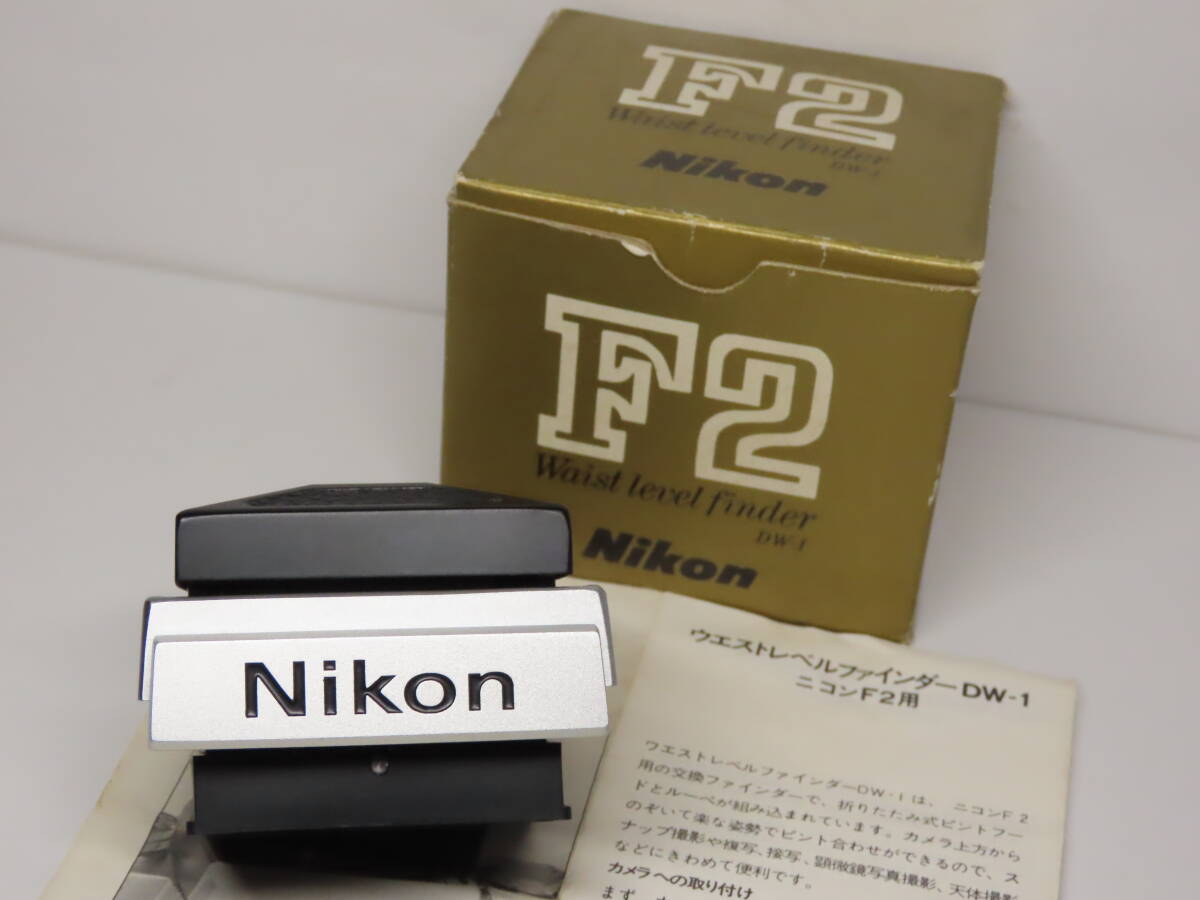 F2
Waist level finder
DW-1
Nikon
F2
Waist level finder
DW-1
Nikon
Nikon
ウエストレベルファインダーDW-1
ニコンF2用
ウエストレベルファインダーDW-1は、ニコンF2
用の交換ファインダーで、折りたたみ式ピントフー
ドとルーペが組み込まれています。カメラ上方から
のぞいて楽な姿勢でピント合わせができるので、ス
ナップ撮影や複写、接写、顕微鏡写真撮影、天体撮影
などにきわめて便利です。
カメラへの取り付け
まず